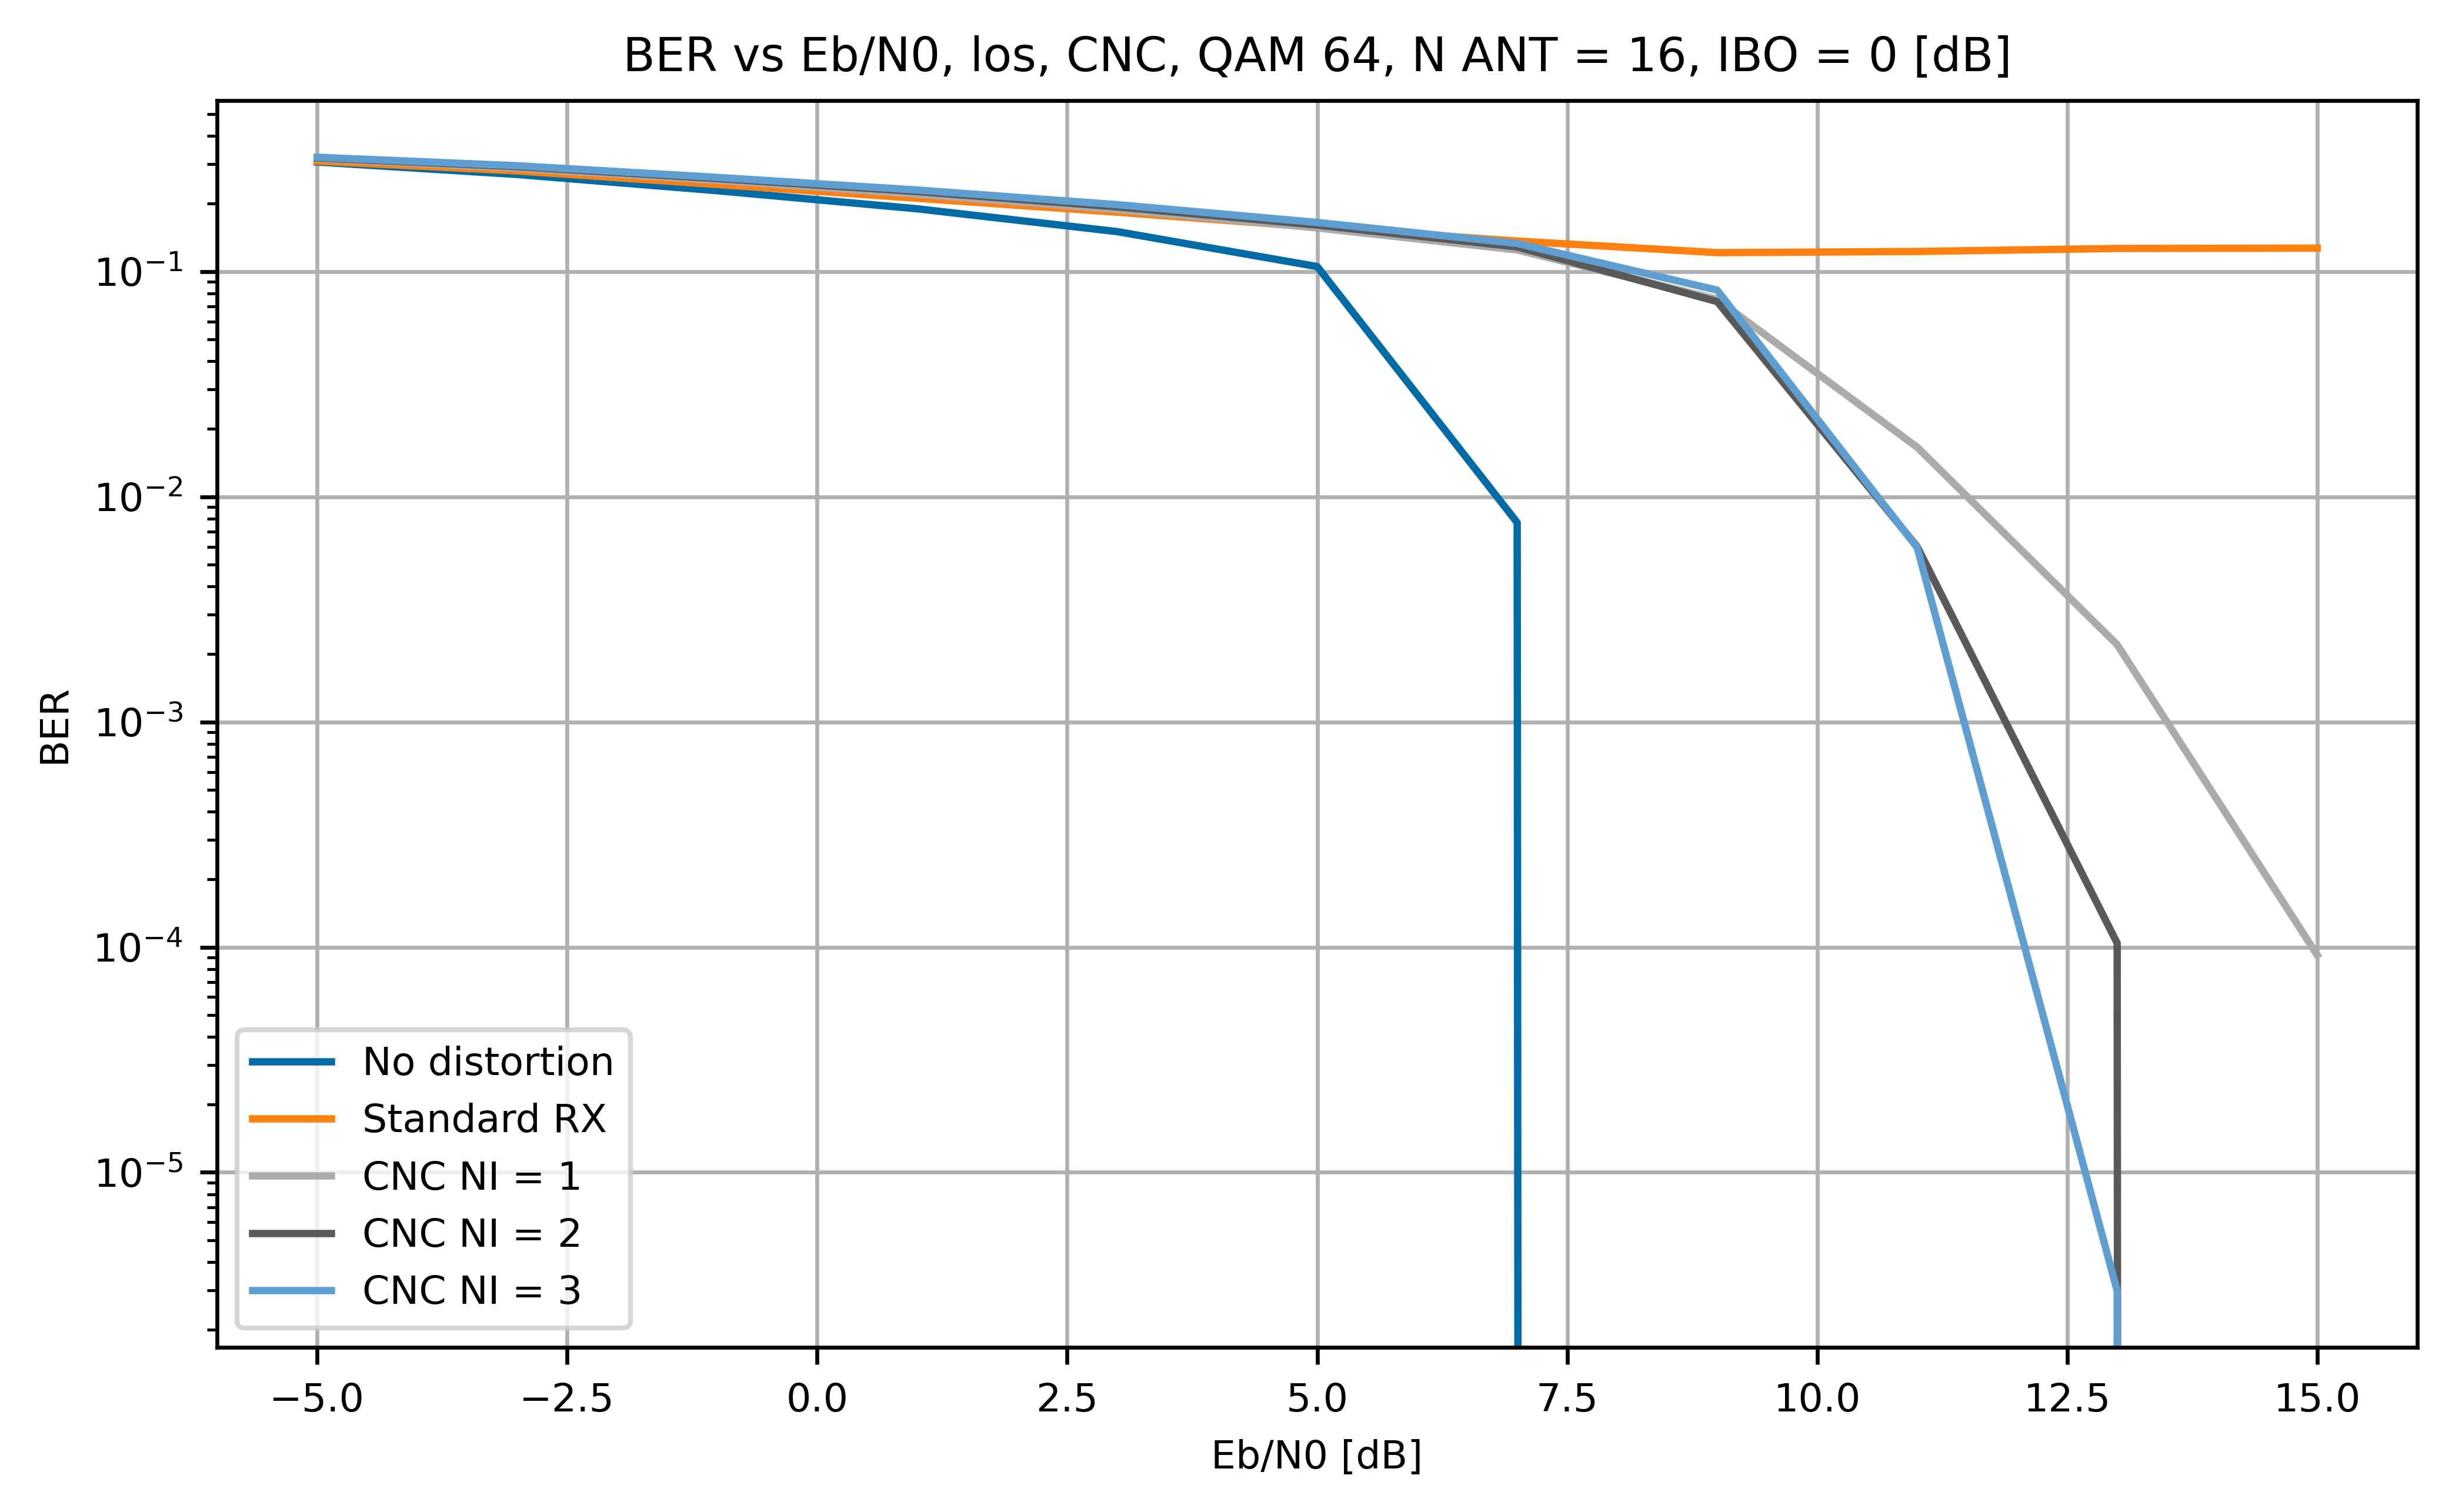 BER vs Eb/N0, los, CNC, QAM 64, N ANT = 16, IBO = 0 [dB]
BER
10⁻¹
10⁻²
10⁻³
10⁻⁴
10⁻⁵
No distortion
Standard RX
CNC NI = 1
CNC NI = 2
CNC NI = 3
−5.0 −2.5 0.0 2.5 5.0 7.5 10.0 12.5 15.0
Eb/N0 [dB]